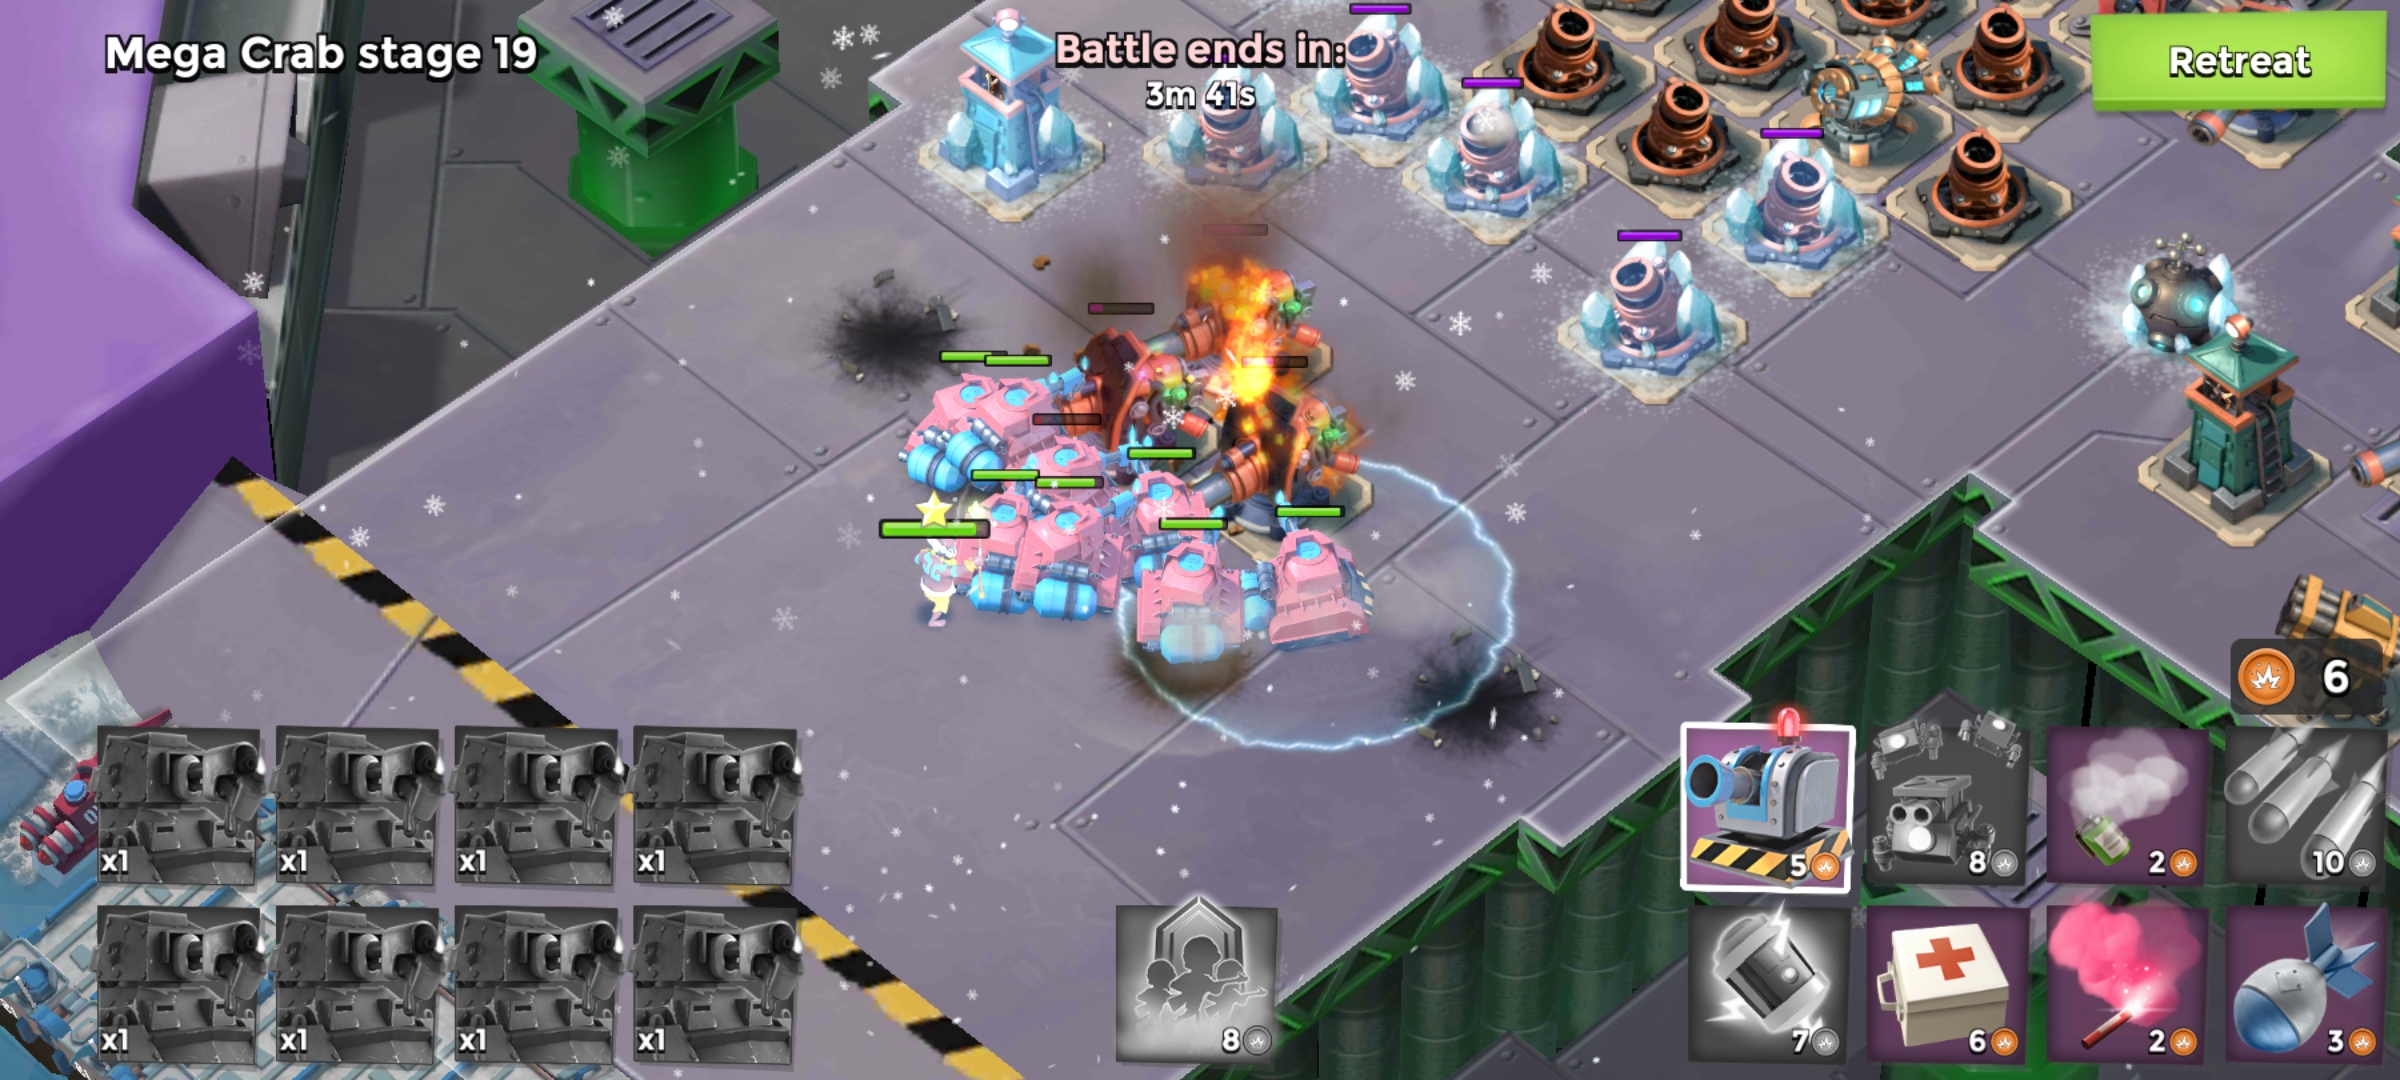 Mega Crab stage 19
Battle ends in:
3m 41s
Retreat
6
x1
x1
x1
x1
5
8
2
10
x1
x1
x1
x1
8
7
6
2
3